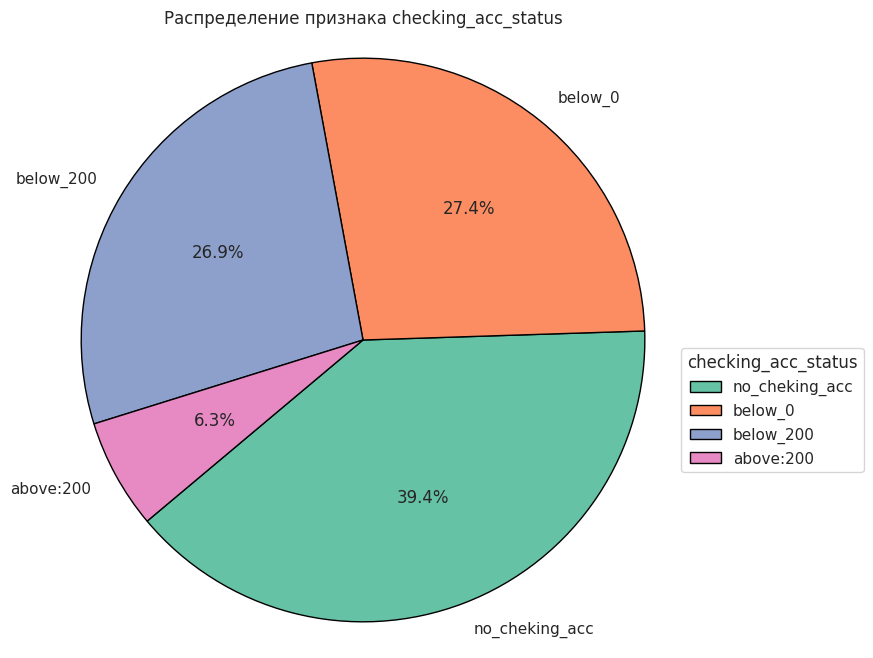 Распределение признака checking_acc_status
below_0
below_200
27.4%
26.9%
checking_acc_status
no_cheking_acc
below_0
below_200
above:200
6.3%
above:200
39.4%
no_cheking_acc